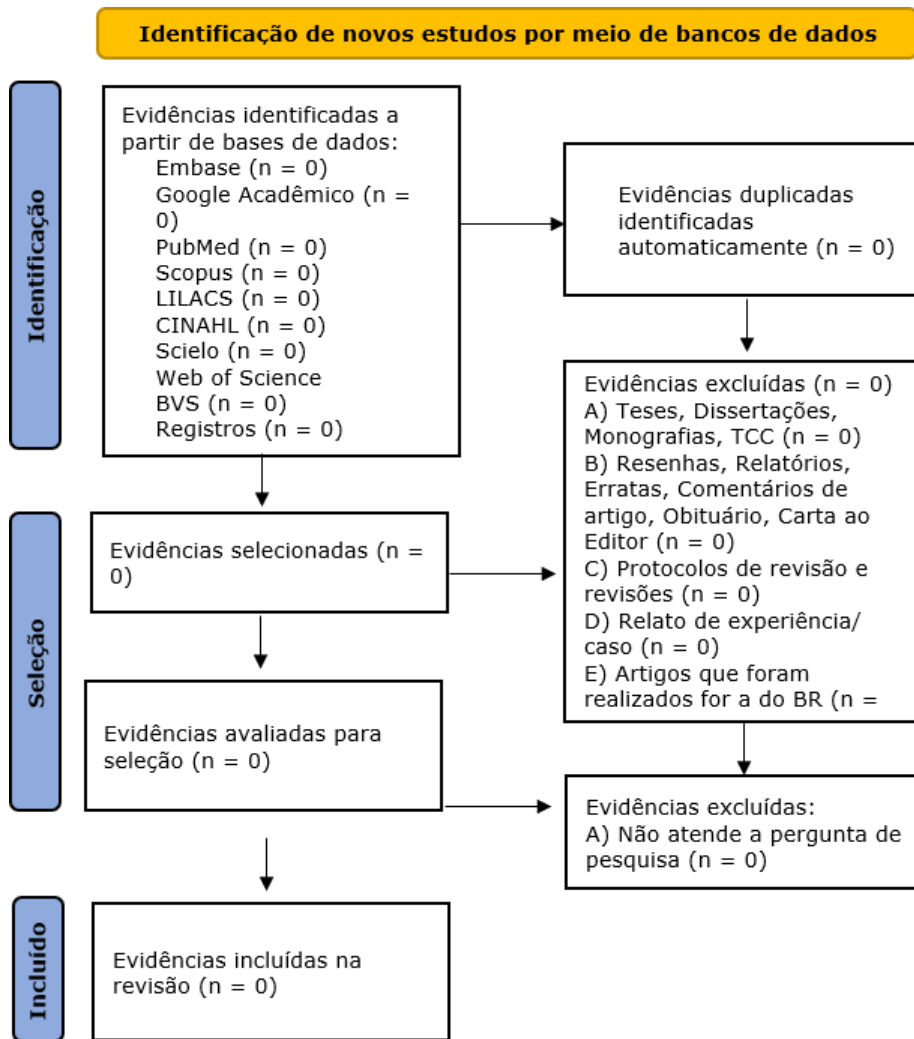 Identificação de novos estudos por meio de bancos de dados
Identificação
Evidências identificadas a
partir de bases de dados:
Embase (n = 0)
Google Acadêmico (n =
0)
PubMed (n = 0)
Scopus (n = 0)
LILACS (n = 0)
CINAHL (n = 0)
Scielo (n = 0)
Web of Science
BVS (n = 0)
Registros (n = 0)
Evidências duplicadas
identificadas
automaticamente (n = 0)
Evidências excluídas (n = 0)
A) Teses, Dissertações,
Monografias, TCC (n = 0)
B) Resenhas, Relatórios,
Erratas, Comentários de
artigo, Obituário, Carta ao
Editor (n = 0)
C) Protocolos de revisão e
revisões (n = 0)
D) Relato de experiência/
caso (n = 0)
E) Artigos que foram
realizados for a do BR (n =
Seleção
Evidências selecionadas (n =
0)
Evidências avaliadas para
seleção (n = 0)
Evidências excluídas:
A) Não atende a pergunta de
pesquisa (n = 0)
Incluído
Evidências incluídas na
revisão (n = 0)